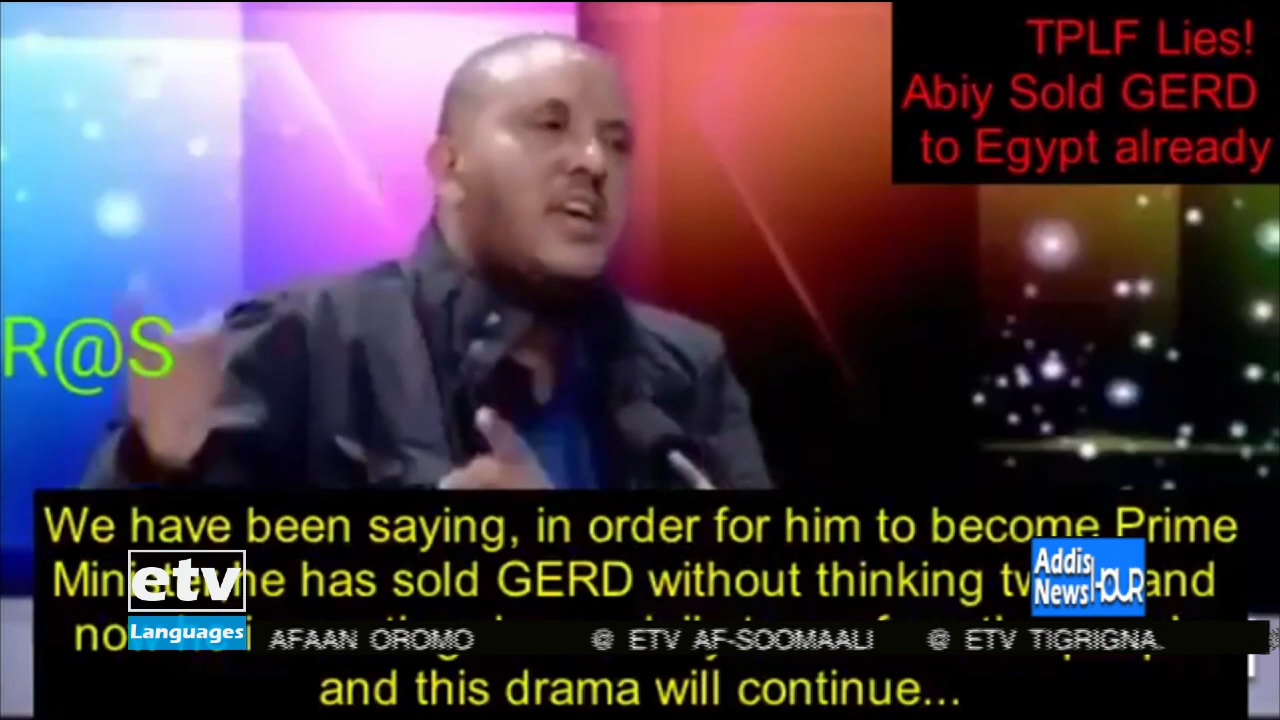 TPLF Lies!
Abiy Sold GERD
to Egypt already
R@S
We have been saying, in order for him to become Prime
he has sold GERD without thinking and
and this drama will continue...
etv
Languages
Addis
News HOUR
AFAAN OROMO @ ETV AF-SOOMAALI @ ETV TIGRIGNA.